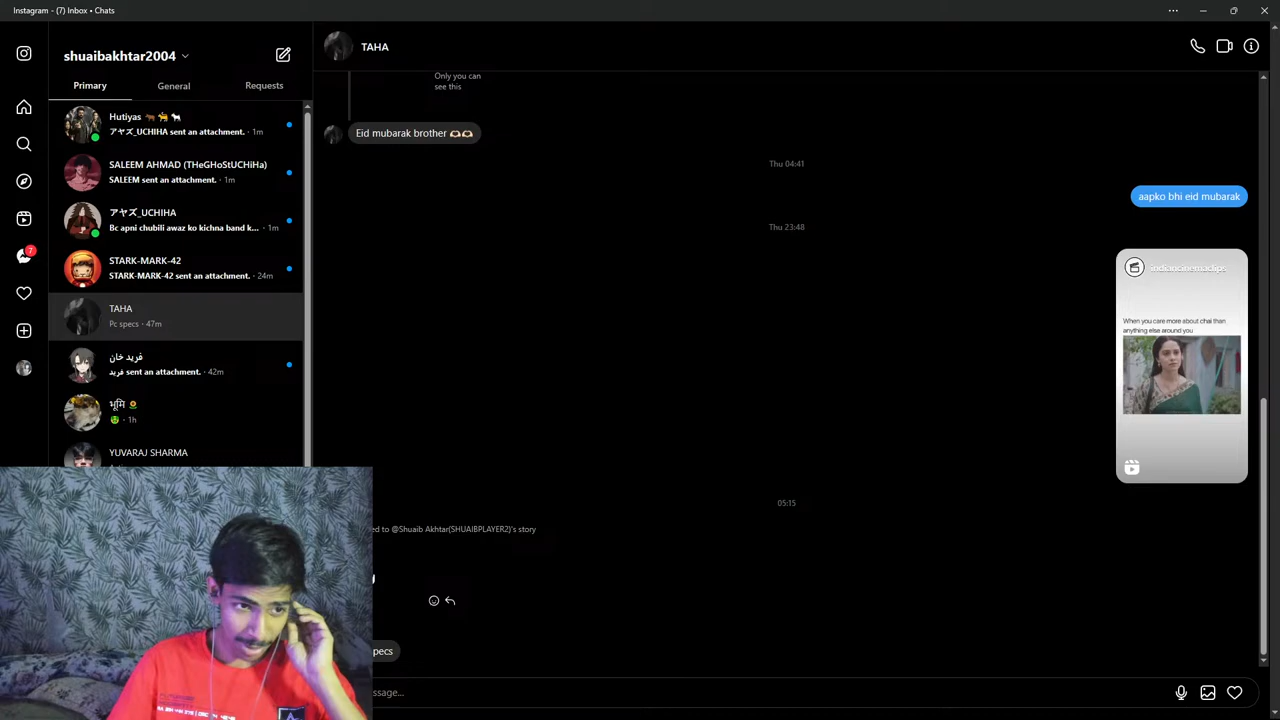 Instagram - (7) Inbox • Chats
shuaibakhtar2004
Primary
General
Requests
Hutiyas 🐂 🐆 🐐
アヤズ_UCHIHA sent an attachment. · 1m
SALEEM AHMAD (THeGHoStUCHiHa)
SALEEM sent an attachment. · 1m
アヤズ_UCHIHA
Bc apni chubili awaz ko kichna band k... · 1m
STARK-MARK-42
STARK-MARK-42 sent an attachment. · 24m
TAHA
Pc specs · 47m
فرید خان
فرید sent an attachment. · 42m
भूमि 🌻
· 1h
YUVARAJ SHARMA
7
TAHA
Only you can
see this
Eid mubarak brother 🫶🏻🫶🏻
Thu 04:41
aapko bhi eid mubarak
Thu 23:48
indiancinemaclips
When you care more about chai than
anything else around you
05:15
to @Shuaib Akhtar(SHUAIBPLAYER2)'s story